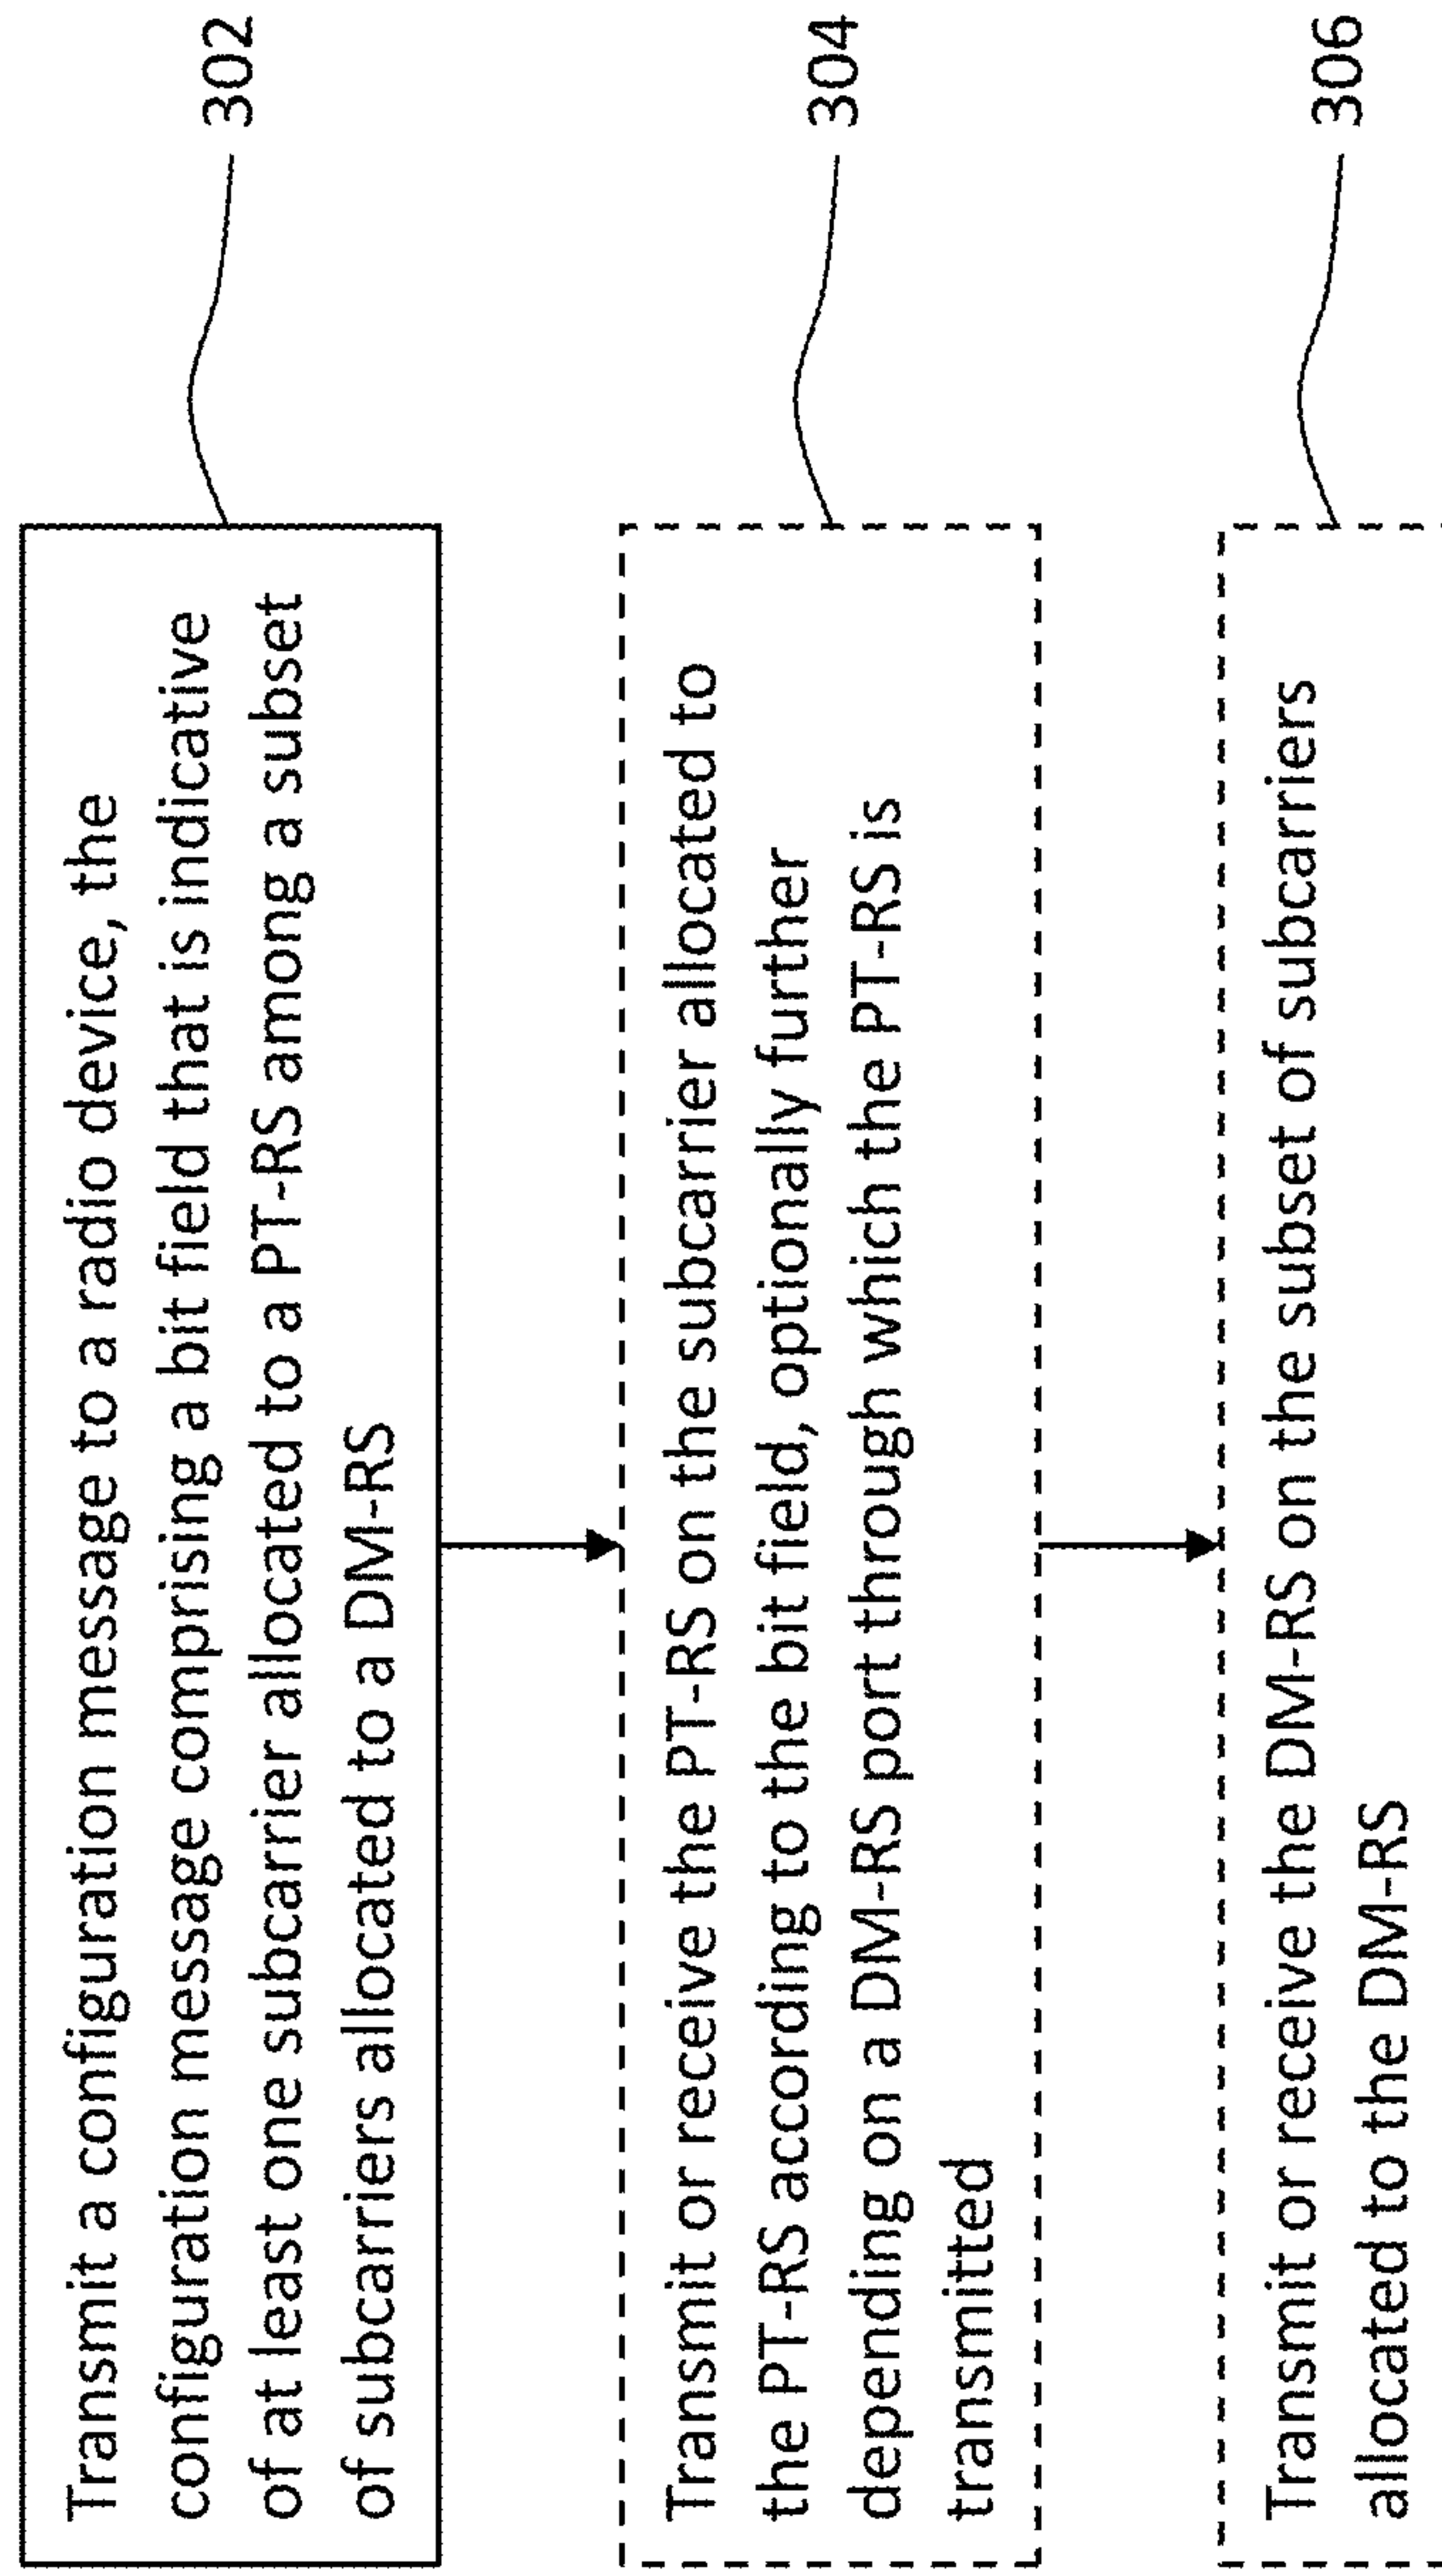 Transmit a configuration message to a radio device, the
configuration message comprising a bit field that is indicative
of at least one subcarrier allocated to a PT-RS among a subset
of subcarriers allocated to a DM-RS
302
Transmit or receive the PT-RS on the subcarrier allocated to
the PT-RS according to the bit field, optionally further
depending on a DM-RS port through which the PT-RS is
transmitted
304
Transmit or receive the DM-RS on the subset of subcarriers
allocated to the DM-RS
306